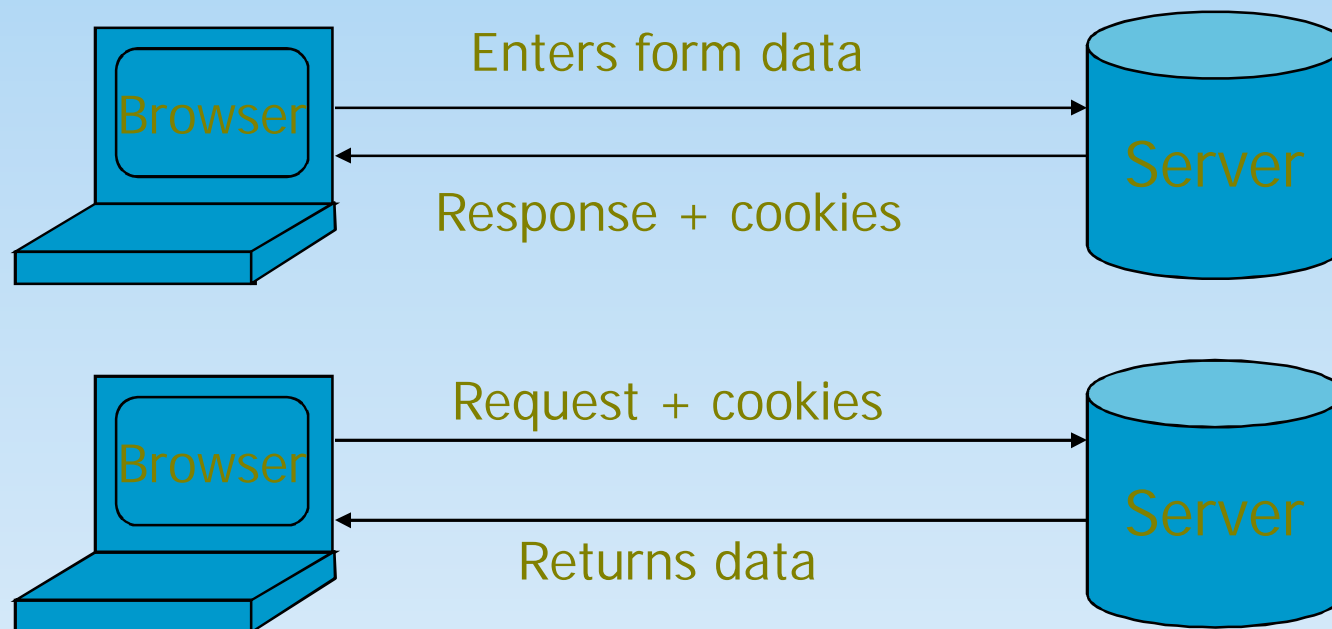 Enters form data
Browser
Server
Response + cookies
Request + cookies
Browser
Server
Returns data